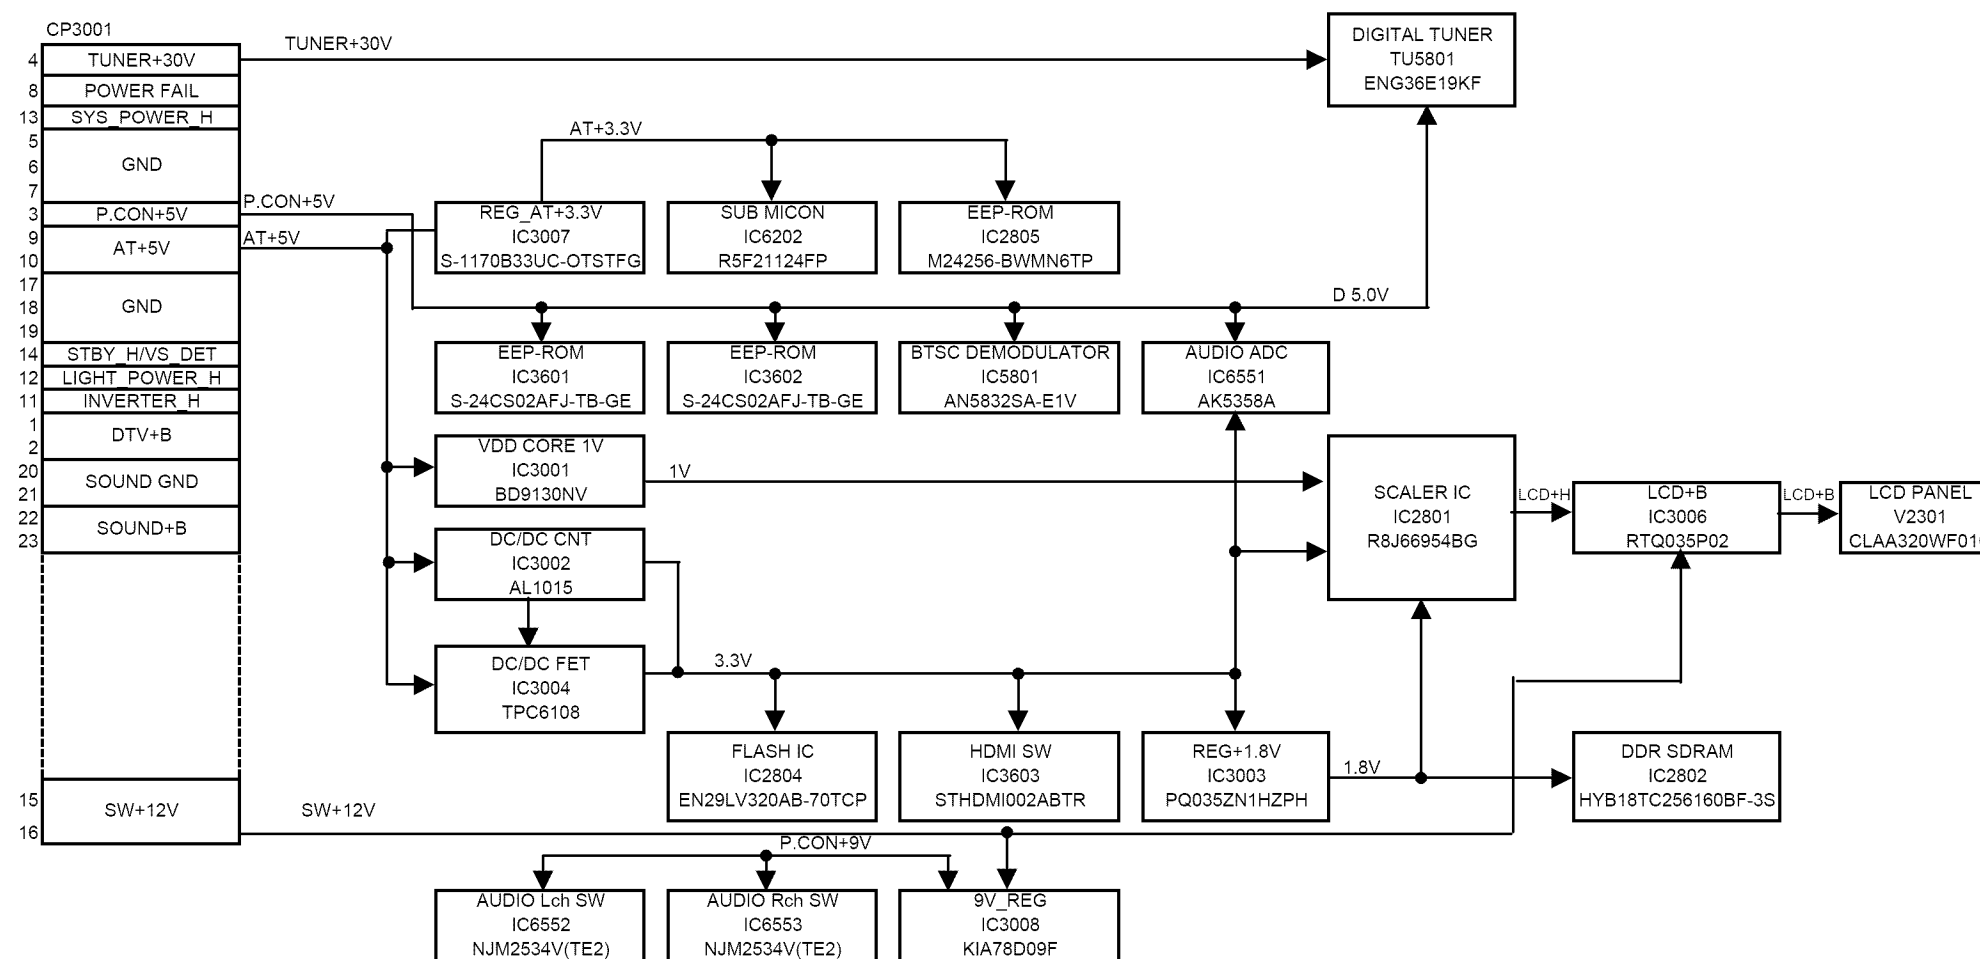 CP3001
4
TUNER+30V
8
POWER FAIL
13
SYS_POWER_H
5
6
7
GND
3
P.CON+5V
9
10
AT+5V
17
18
19
GND
14
STBY_H/VS_DET
12
LIGHT_POWER_H
11
INVERTER_H
1
2
DTV+B
20
21
SOUND GND
22
23
SOUND+B
15
16
SW+12V
TUNER+30V
DIGITAL TUNER
TU5801
ENG36E19KF
AT+3.3V
P.CON+5V
AT+5V
REG_AT+3.3V
IC3007
S-1170B33UC-OTSTFG
SUB MICON
IC6202
R5F21124FP
EEP-ROM
IC2805
M24256-BWMN6TP
D 5.0V
EEP-ROM
IC3601
S-24CS02AFJ-TB-GE
EEP-ROM
IC3602
S-24CS02AFJ-TB-GE
BTSC DEMODULATOR
IC5801
AN5832SA-E1V
AUDIO ADC
IC6551
AK5358A
VDD CORE 1V
IC3001
BD9130NV
1V
SCALER IC
IC2801
R8J66954BG
LCD+H
LCD+B
IC3006
RTQ035P02
LCD+B
LCD PANEL
V2301
DC/DC CNT
IC3002
AL1015
DC/DC FET
IC3004
TPC6108
3.3V
FLASH IC
IC2804
EN29LV320AB-70TCP
HDMI SW
IC3603
STHDMI002ABTR
REG+1.8V
IC3003
PQ035ZN1HZPH
1.8V
DDR SDRAM
IC2802
HYB18TC256160BF-3S
SW+12V
P.CON+9V
AUDIO Lch SW
IC6552
NJM2534V(TE2)
AUDIO Rch SW
IC6553
NJM2534V(TE2)
9V_REG
IC3008
KIA78D09F